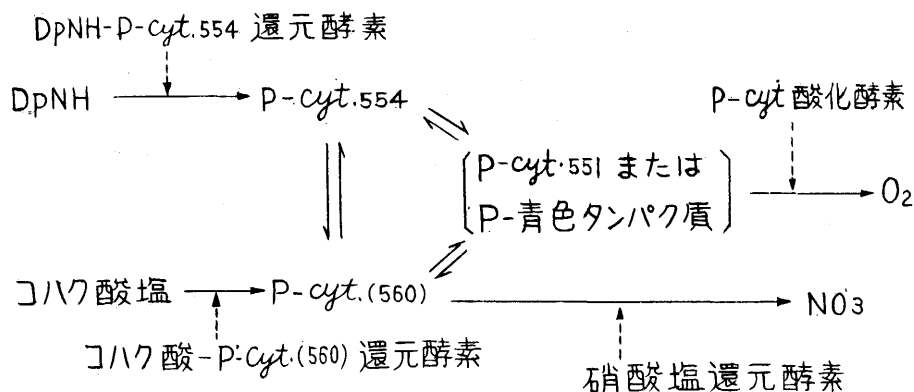 DPNH-P-cyt.554 還元酵素
DPNH
P-cyt.554
P-cyt 酸化酵素
P-cyt.551 または
P-青色タンパク質
O2
コハク酸塩
P-cyt.(560)
NO3
コハク酸-P-Cyt.(560) 還元酵素
硝酸塩還元酵素